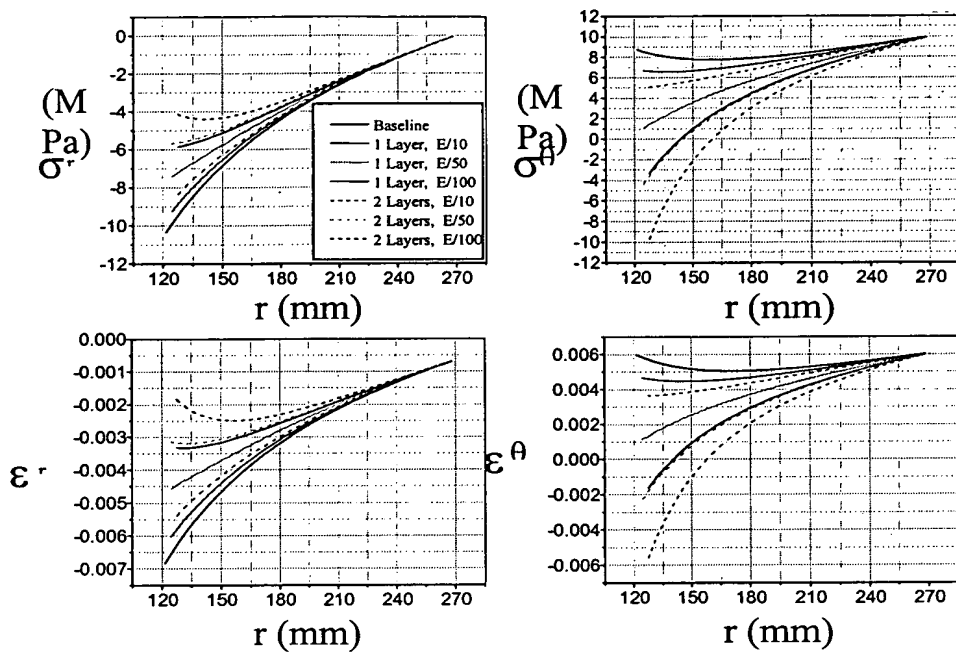 0
-2
-4
-6
-8
-10
-12
(M
Pa)
σ r
120 150 180 210 240 270
r (mm)
Baseline
1 Layer, E/10
1 Layer, E/50
1 Layer, E/100
2 Layers, E/10
2 Layers, E/50
2 Layers, E/100
12
10
8
6
4
2
0
-2
-4
-6
-8
-10
-12
(M
Pa)
σ θ
120 150 180 210 240 270
r (mm)
0.000
-0.001
-0.002
-0.003
-0.004
-0.005
-0.006
-0.007
ε r
120 150 180 210 240 270
r (mm)
0.006
0.004
0.002
0.000
-0.002
-0.004
-0.006
ε θ
120 150 180 210 240 270
r (mm)